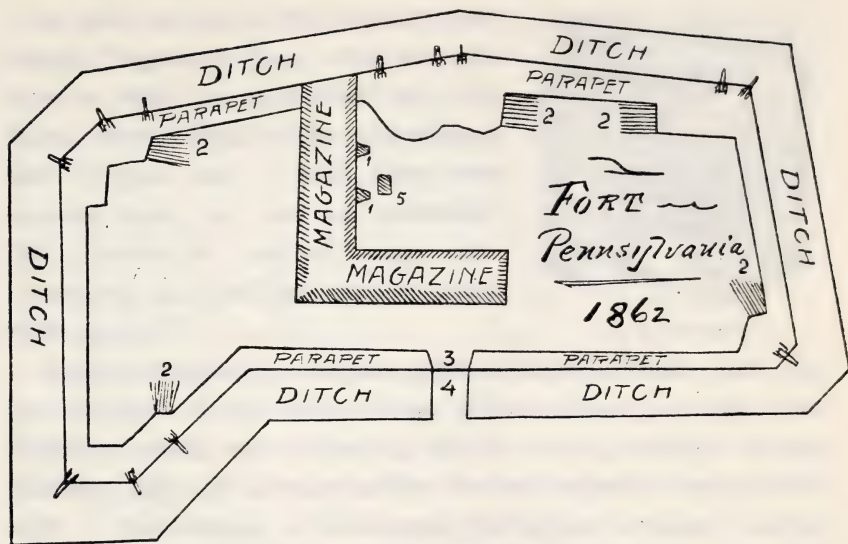 DITCH
DITCH
PARAPET
PARAPET
2
2
2
MAGAZINE
1
1
5
FORT
Pennsylvania
1862
DITCH
DITCH
MAGAZINE
2
PARAPET
3
PARAPET
2
DITCH
4
DITCH